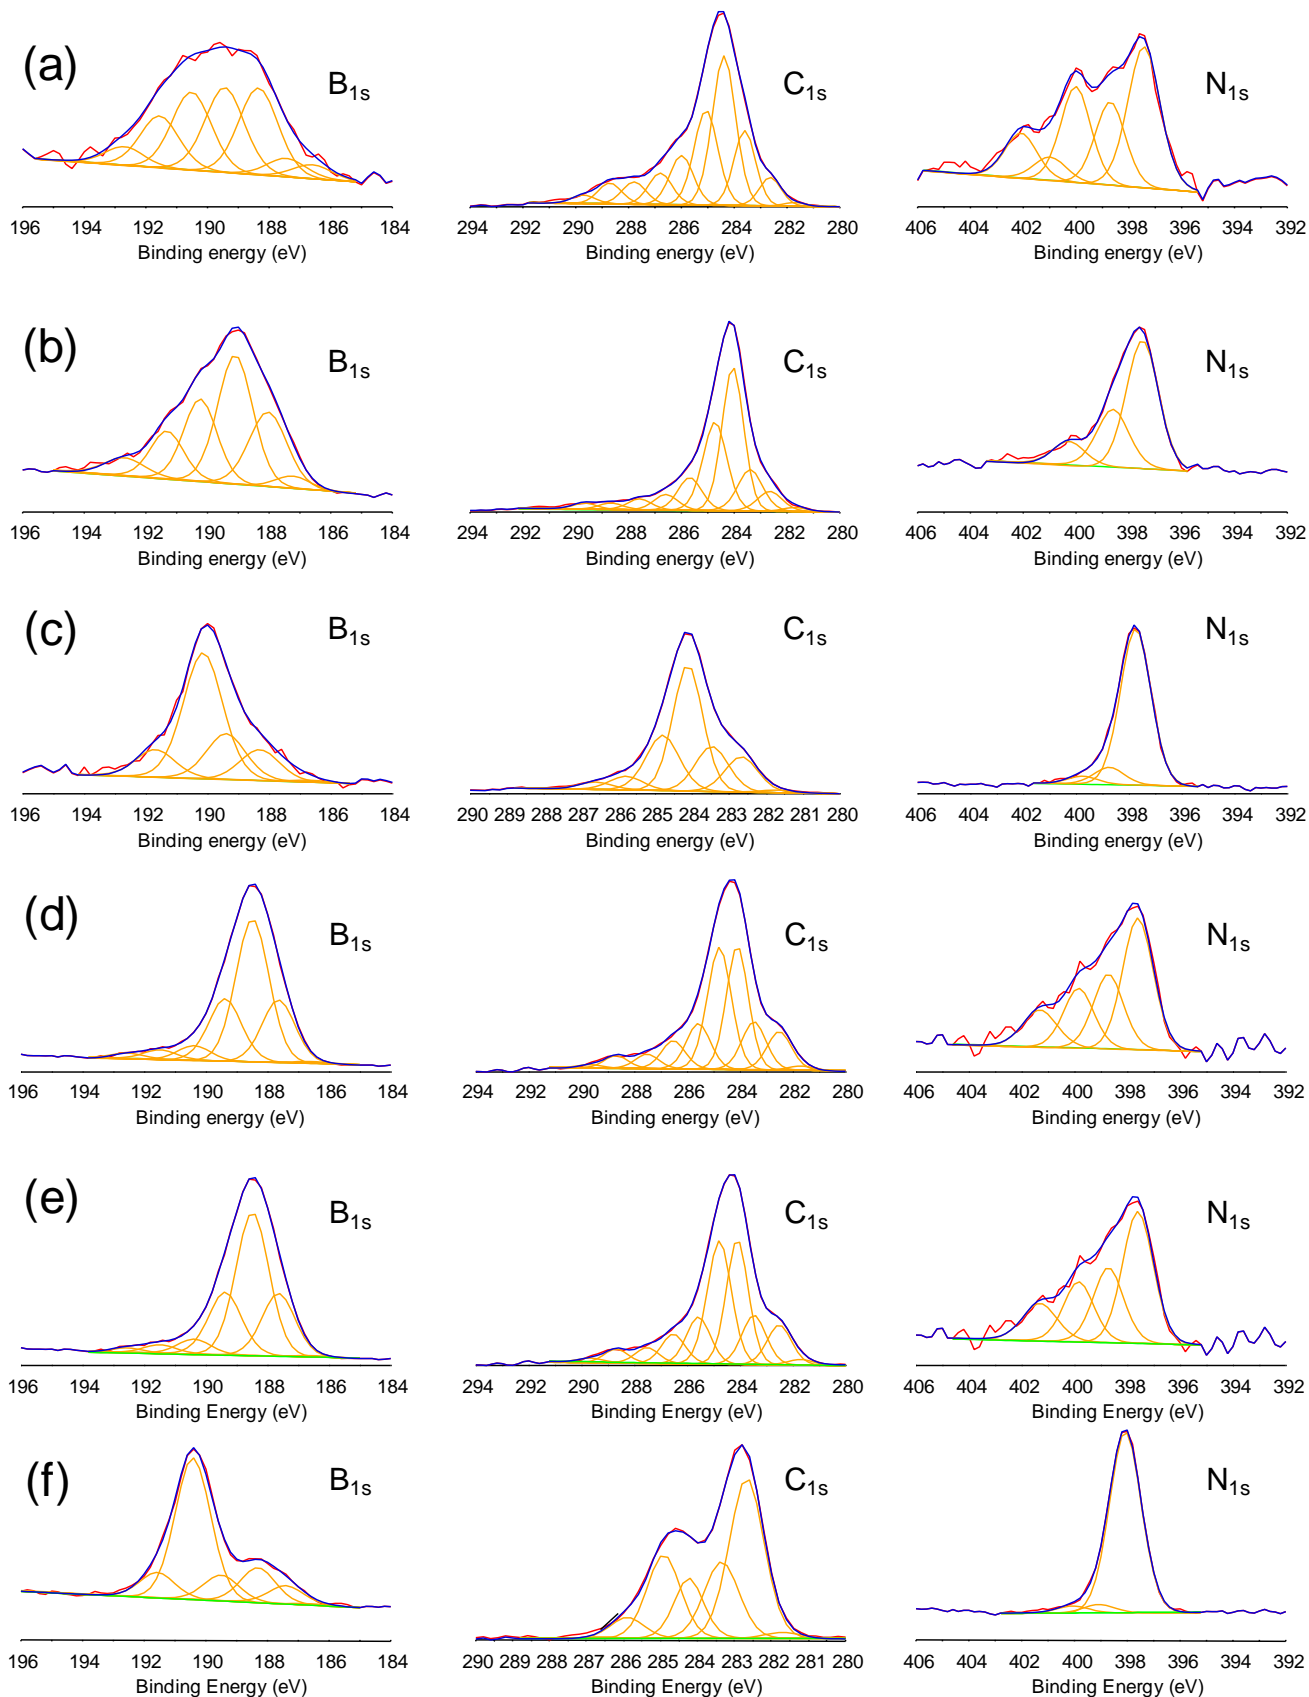 (a) B1s C1s N1s
196 194 192 190 188 186 184 294 292 290 288 286 284 282 280 406 404 402 400 398 396 394 392
Binding energy (eV) Binding energy (eV) Binding energy (eV)
(b) B1s C1s N1s
196 194 192 190 188 186 184 294 292 290 288 286 284 282 280 406 404 402 400 398 396 394 392
Binding energy (eV) Binding energy (eV) Binding energy (eV)
(c) B1s C1s N1s
196 194 192 190 188 186 184 290 289 288 287 286 285 284 283 282 281 280 406 404 402 400 398 396 394 392
Binding energy (eV) Binding energy (eV) Binding energy (eV)
(d) B1s C1s N1s
196 194 192 190 188 186 184 294 292 290 288 286 284 282 280 406 404 402 400 398 396 394 392
Binding energy (eV) Binding energy (eV) Binding energy (eV)
(e) B1s C1s N1s
196 194 192 190 188 186 184 294 292 290 288 286 284 282 280 406 404 402 400 398 396 394 392
Binding Energy (eV) Binding Energy (eV) Binding Energy (eV)
(f) B1s C1s N1s
196 194 192 190 188 186 184 290 289 288 287 286 285 284 283 282 281 280 406 404 402 400 398 396 394 392
Binding Energy (eV) Binding Energy (eV) Binding Energy (eV)